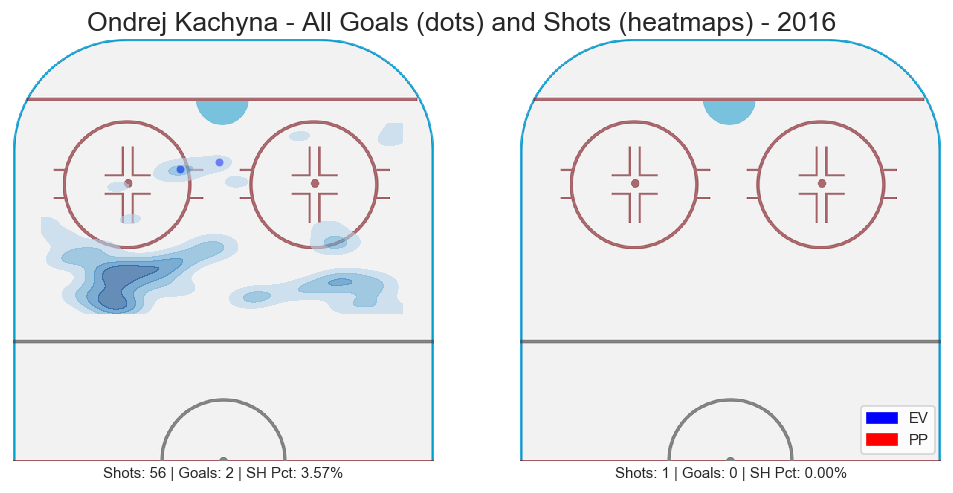 Ondrej Kachyna - All Goals (dots) and Shots (heatmaps) - 2016
EV
PP
Shots: 56 | Goals: 2 | SH Pct: 3.57%
Shots: 1 | Goals: 0 | SH Pct: 0.00%